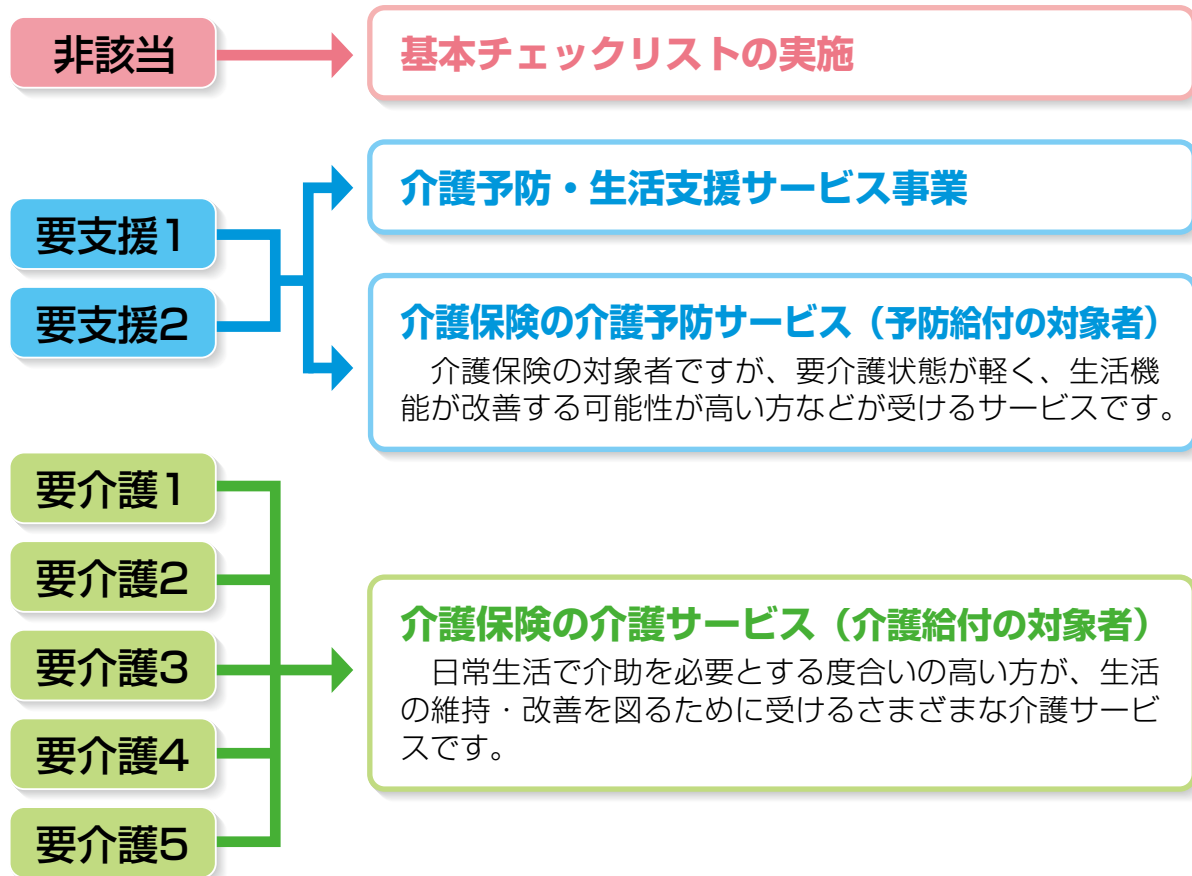 非該当
基本チェックリストの実施
要支援1
要支援2
介護予防・生活支援サービス事業
介護保険の介護予防サービス（予防給付の対象者）
介護保険の対象者ですが、要介護状態が軽く、生活機
能が改善する可能性が高い方などが受けるサービスです。
要介護1
要介護2
要介護3
要介護4
要介護5
介護保険の介護サービス（介護給付の対象者）
日常生活で介助を必要とする度合いの高い方が、生活
の維持・改善を図るために受けるさまざまな介護サービ
スです。